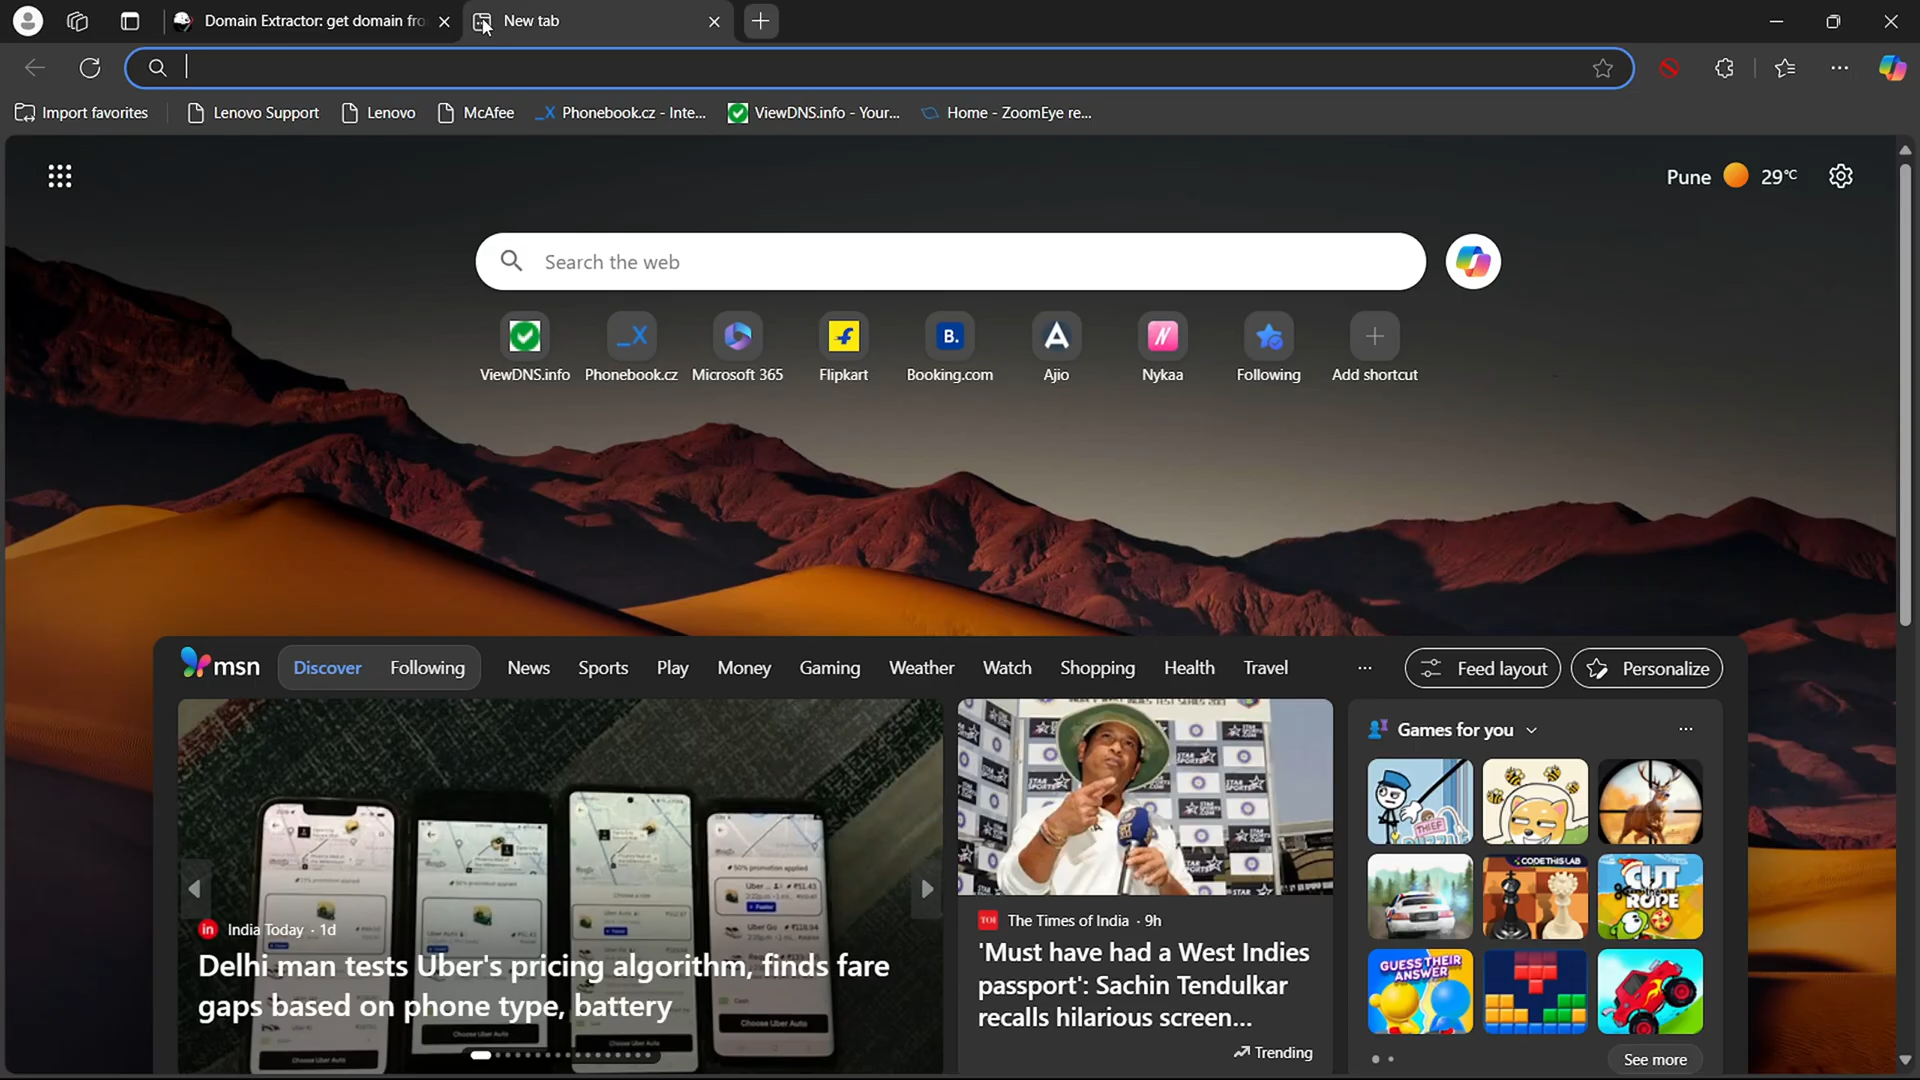 Domain Extractor: get domain fro
New tab
Import favorites
Lenovo Support
Lenovo
McAfee
Phonebook.cz - Inte...
ViewDNS.info - Your...
Home - ZoomEye re...
Pune 29°C
Search the web
ViewDNS.info
Phonebook.cz
Microsoft 365
Flipkart
Booking.com
Ajio
Nykaa
Following
Add shortcut
msn
Discover
Following
News
Sports
Play
Money
Gaming
Weather
Watch
Shopping
Health
Travel
Feed layout
Personalize
India Today · 1d
Delhi man tests Uber's pricing algorithm, finds fare
gaps based on phone type, battery
TOI The Times of India · 9h
'Must have had a West Indies
passport': Sachin Tendulkar
recalls hilarious screen...
Trending
Games for you
THIEF
CODETHISLAB
CUT
ROPE
GUESS THEIR
ANSWER
See more